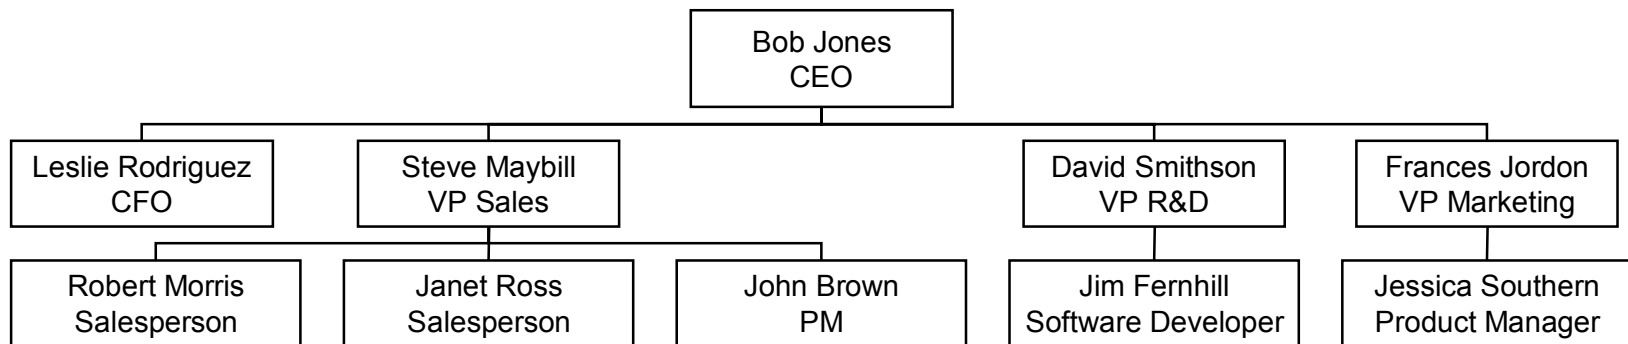 Bob Jones
CEO
Leslie Rodriguez
CFO
Steve Maybill
VP Sales
David Smithson
VP R&D
Frances Jordon
VP Marketing
Robert Morris
Salesperson
Janet Ross
Salesperson
John Brown
PM
Jim Fernhill
Software Developer
Jessica Southern
Product Manager